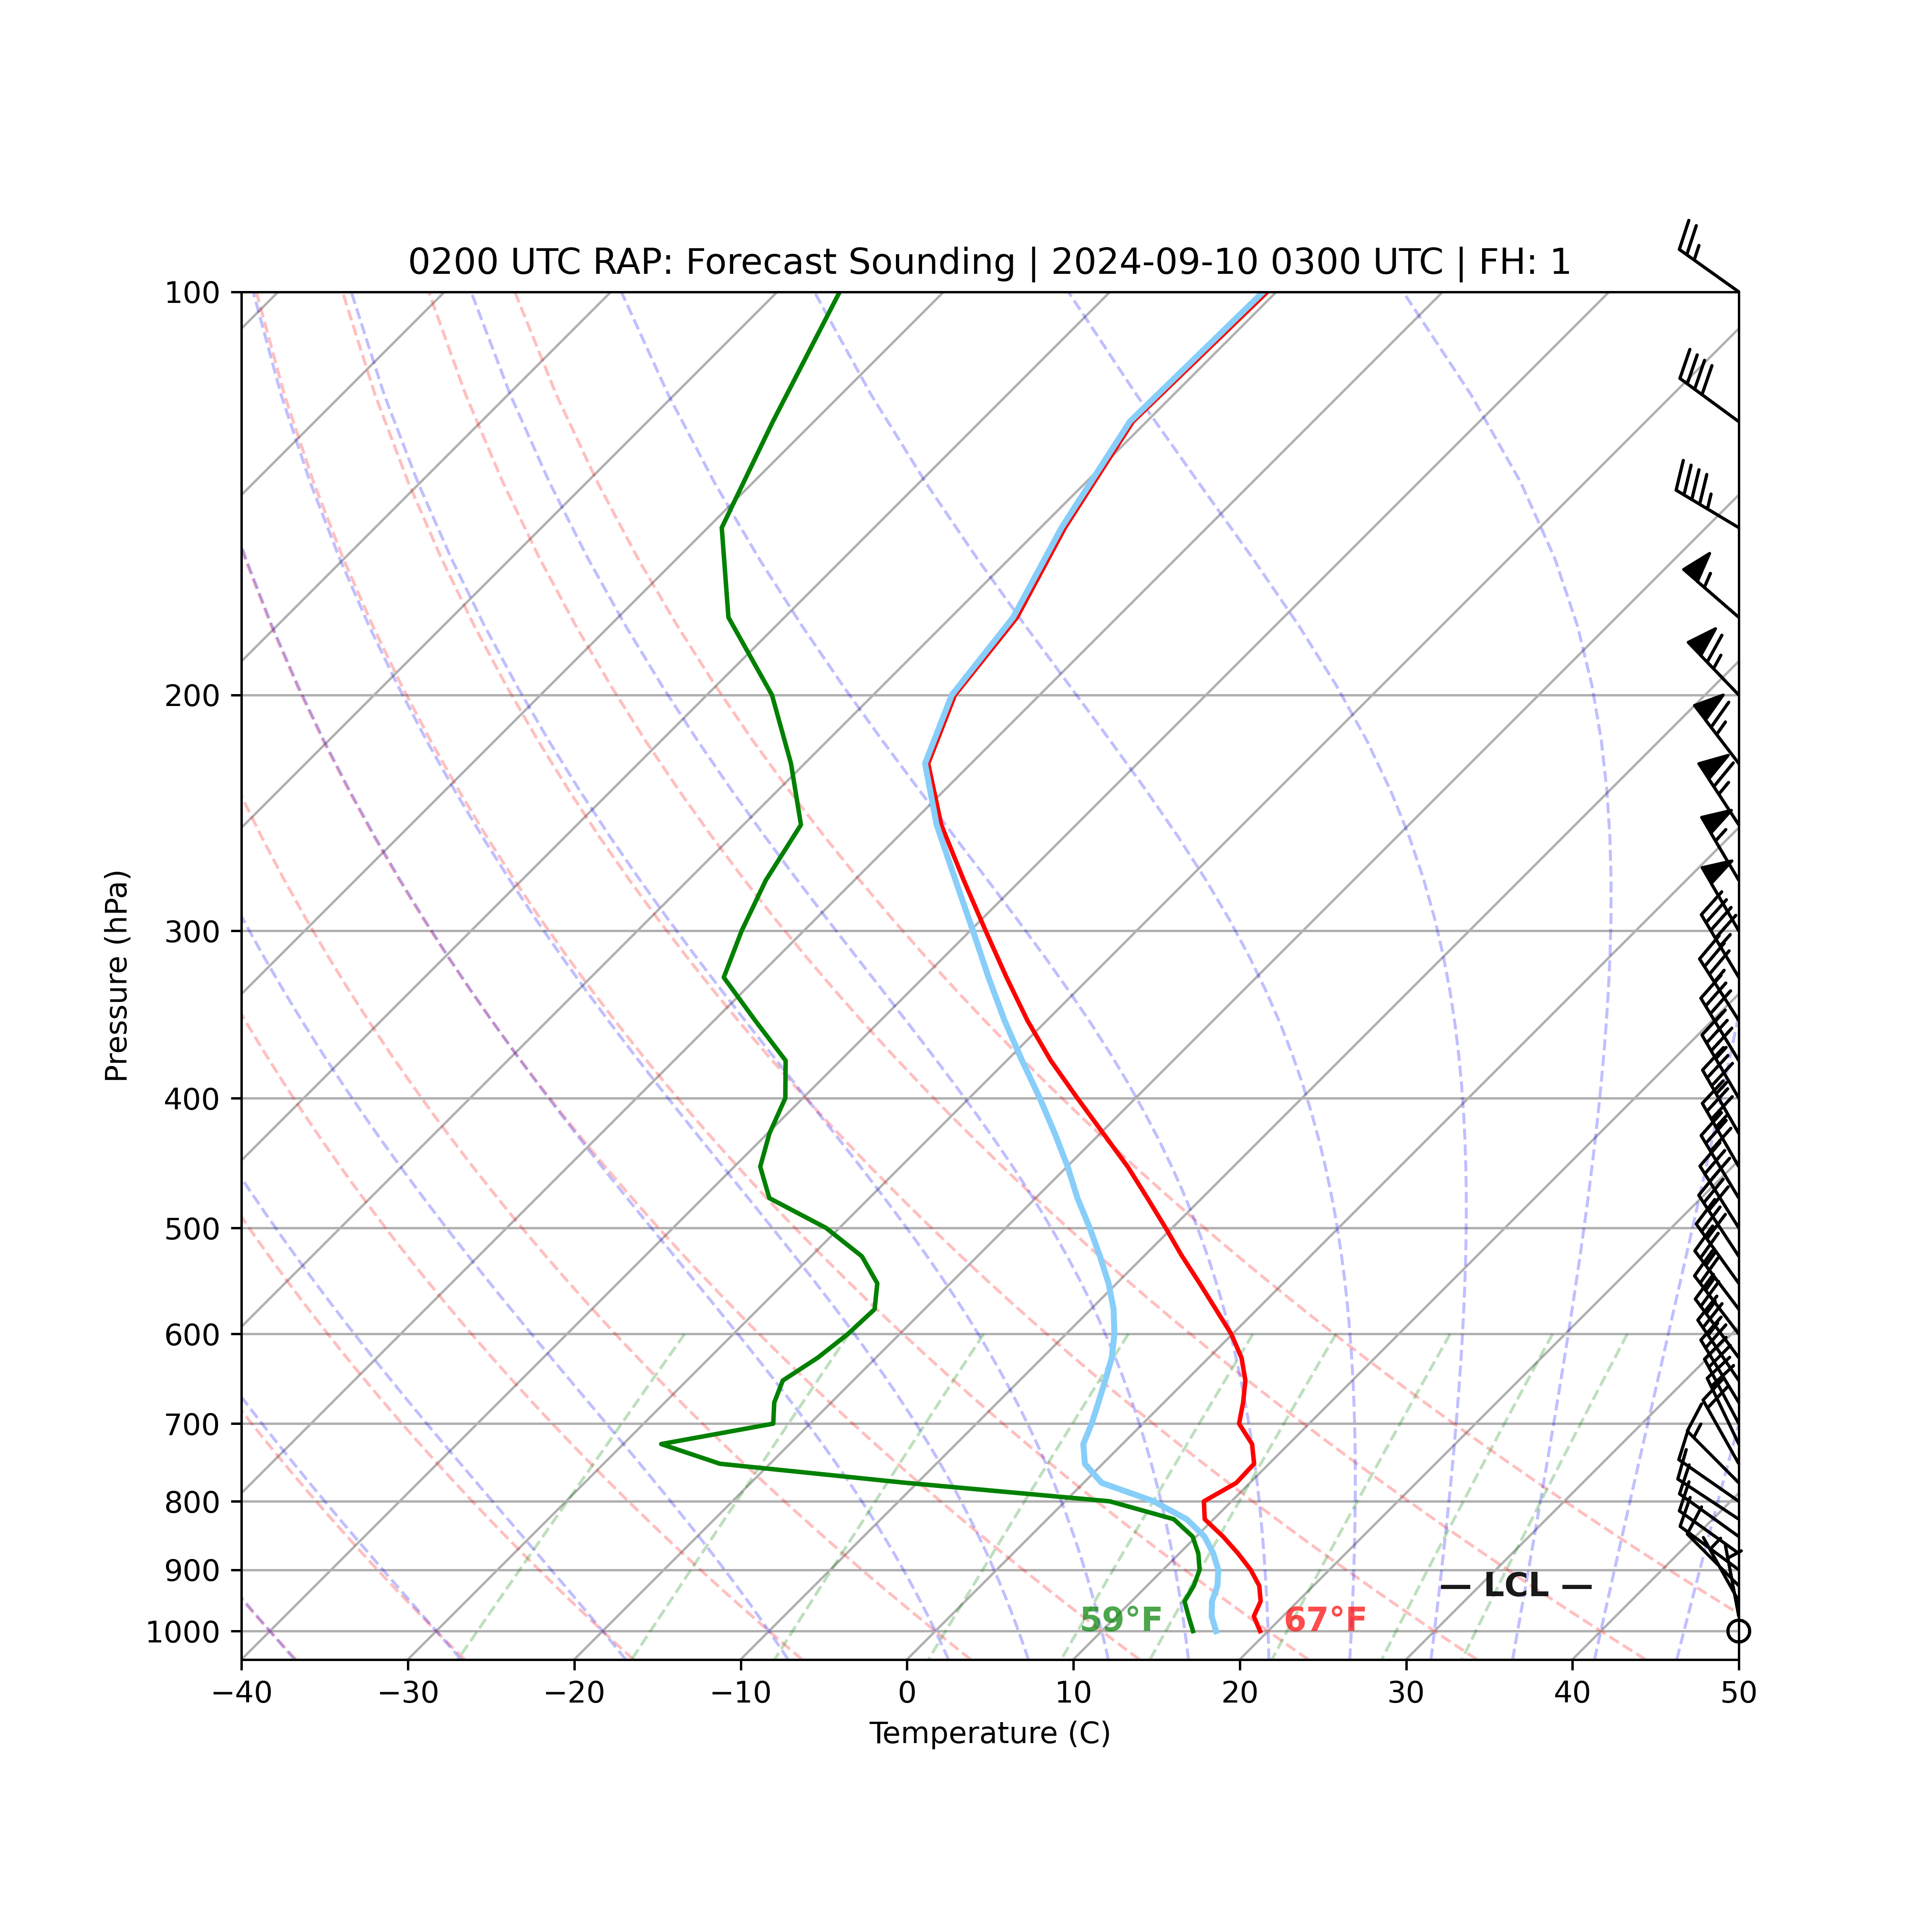 0200 UTC RAP: Forecast Sounding | 2024-09-10 0300 UTC | FH: 1
100
200
300
400
500
600
700
800
900
1000
Pressure (hPa)
— LCL —
59°F
67°F
−40 −30 −20 −10 0 10 20 30 40 50
Temperature (C)